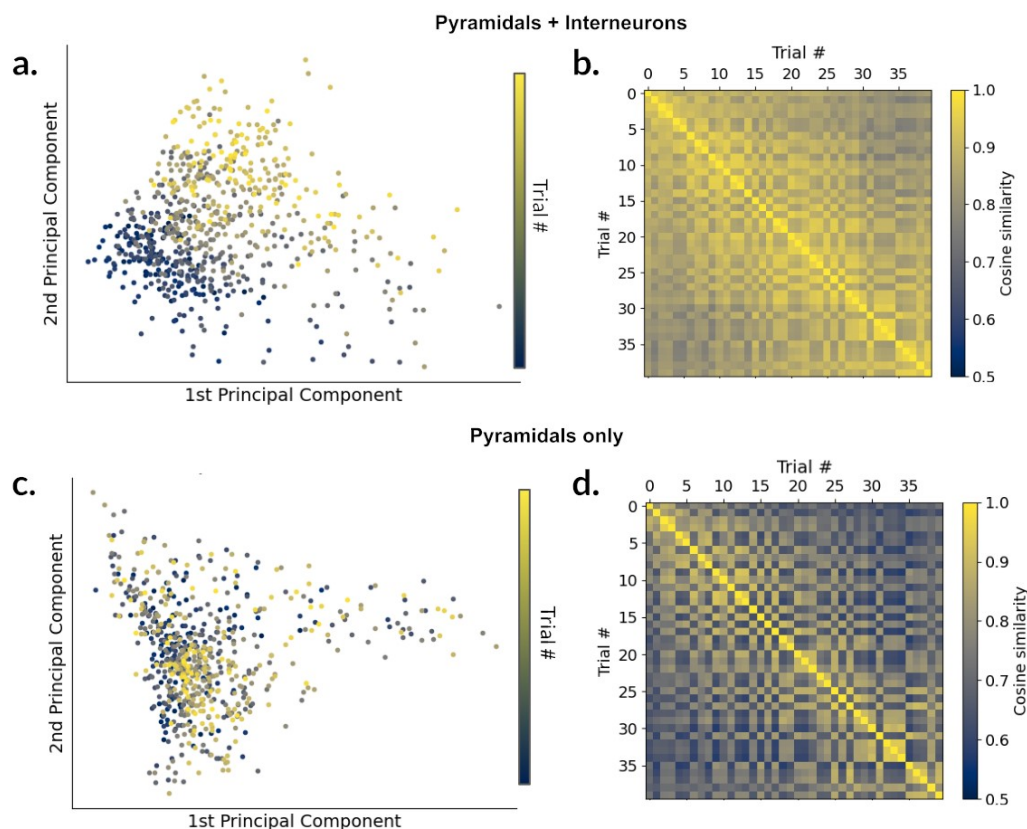 Pyramidals + Interneurons
a.
2nd Principal Component
1st Principal Component
Trial #
b.
Trial #
0 5 10 15 20 25 30 35
Trial #
0
5
10
15
20
25
30
35
1.0
0.9
0.8
0.7
0.6
0.5
Cosine similarity
Pyramidals only
c.
2nd Principal Component
1st Principal Component
Trial #
d.
Trial #
0 5 10 15 20 25 30 35
Trial #
0
5
10
15
20
25
30
35
1.0
0.9
0.8
0.7
0.6
0.5
Cosine similarity